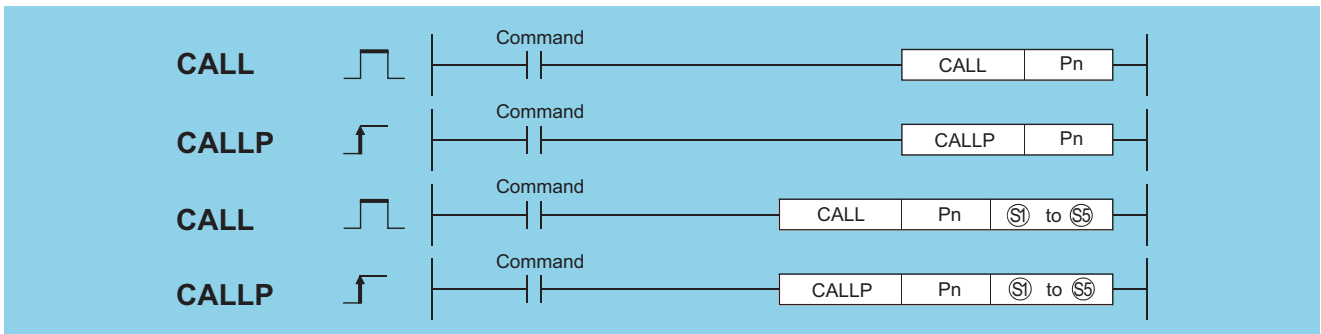 Command
CALL CALL Pn
Command
CALLP CALLP Pn
Command
CALL CALL Pn S1 to S5
Command
CALLP CALLP Pn S1 to S5